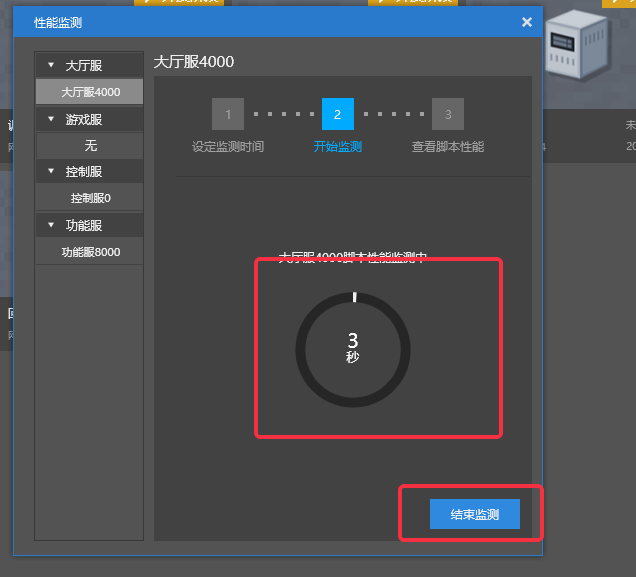 性能监测
大厅服
大厅服4000
游戏服
无
控制服
控制服0
功能服
功能服8000
大厅服4000
1
2
3
设定监测时间
开始监测
查看脚本性能
大厅服4000脚本性能监测中
3
秒
结束监测